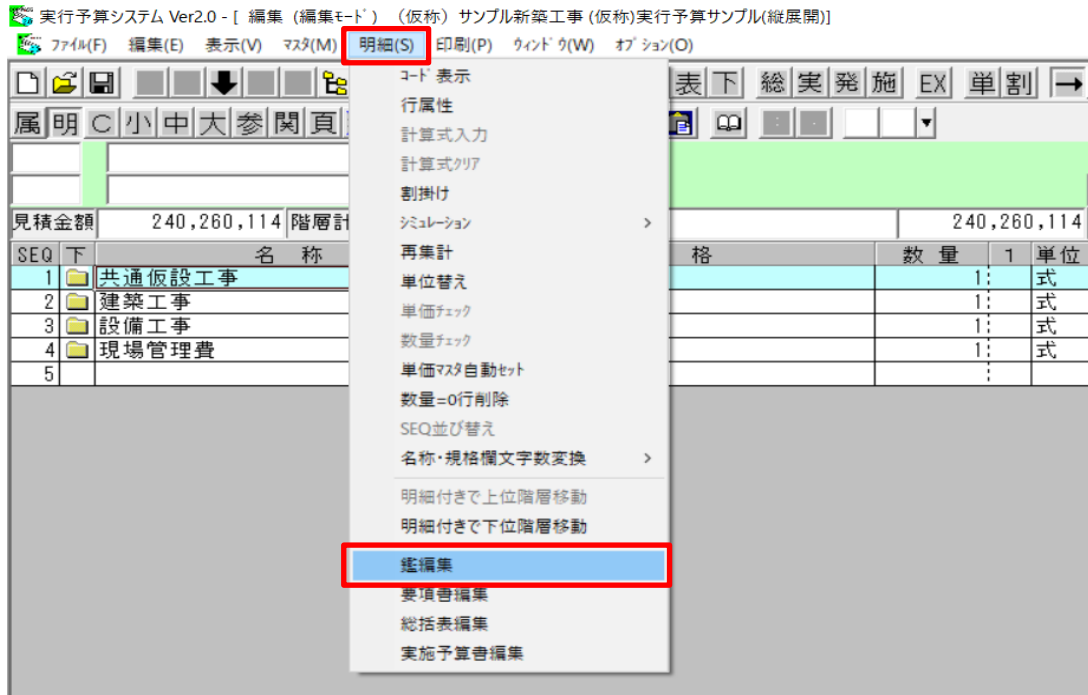 実行予算システム Ver2.0 - [ 編集 (編集ﾓｰﾄﾞ) （仮称）サンプル新築工事 (仮称)実行予算サンプル(縦展開)]
ﾌｧｲﾙ(F) 編集(E) 表示(V) ﾏｽﾀ(M) 明細(S) 印刷(P) ｳｨﾝﾄﾞｳ(W) ｵﾌﾟｼｮﾝ(O)
表 下 総 実 発 施 EX 単 割 →
属 明 C 小 中 大 参 関 頁
見積金額 240,260,114 階層計 240,260,114
SEQ 下 名 称 格 数 量 1 単位
1 共通仮設工事 1 式
2 建築工事 1 式
3 設備工事 1 式
4 現場管理費 1 式
5
ｺｰﾄﾞ表示
行属性
計算式入力
計算式ｸﾘｱ
割掛け
ｼﾐｭﾚｰｼｮﾝ >
再集計
単位替え
単価ﾁｪｯｸ
数量ﾁｪｯｸ
単価ﾏｽﾀ自動ｾｯﾄ
数量=0行削除
SEQ並び替え
名称・規格欄文字数変換 >
明細付きで上位階層移動
明細付きで下位階層移動
鑑編集
要項書編集
総括表編集
実施予算書編集